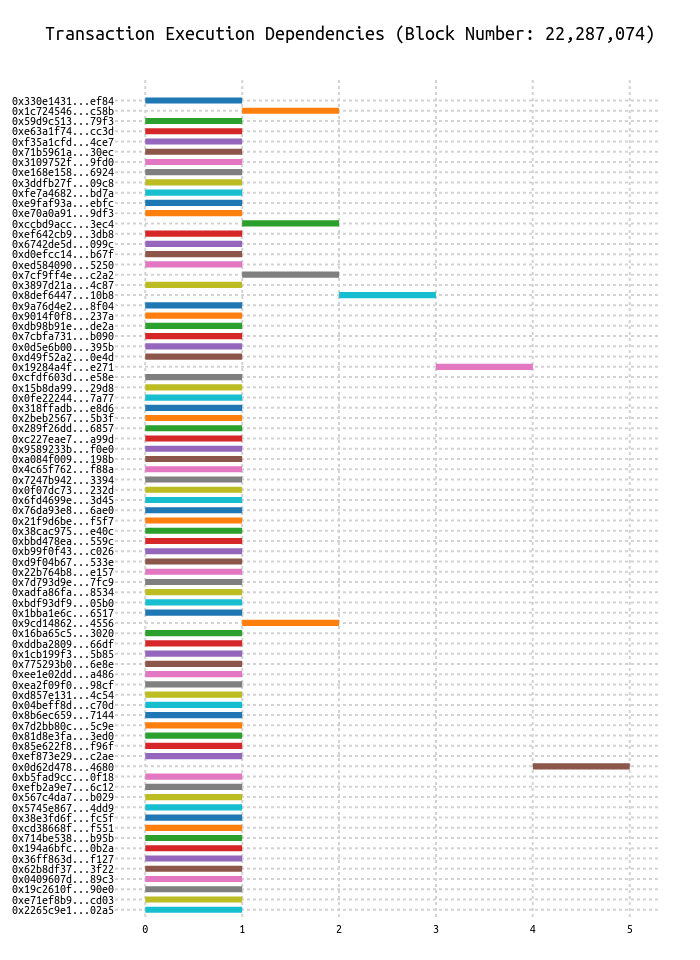 Transaction Execution Dependencies (Block Number: 22,287,074)
0x330e1431...ef84
0x1c724546...c58b
0x59d9c513...79f3
0xe63a1f74...cc3d
0xf35a1cfd...4ce7
0x71b5961a...30ec
0x3109752f...9fd0
0xe168e158...6924
0x3ddfb27f...09c8
0xfe7a4682...bd7a
0xe9faf93a...ebfc
0xe70a0a91...9df3
0xccbd9acc...3ec4
0xef642cb9...3db8
0x6742de5d...099c
0xd0efcc14...b67f
0xed584090...5250
0x7cf9ff4e...c2a2
0x3897d21a...4c87
0x8def6447...10b8
0x9a76d4e2...8f04
0x9014f0f8...237a
0xdb98b91e...de2a
0x7cbfa731...b090
0x0d5e6b00...395b
0xd49f52a2...0e4d
0x19284a4f...e271
0xcfdf603d...e58e
0x15b8da99...29d8
0x0fe22244...7a77
0x318ffadb...e8d6
0x2beb2567...5b3f
0x289f26dd...6857
0xc227eae7...a99d
0x9589233b...f0e0
0xa084f009...198b
0x4c65f762...f88a
0x7247b942...3394
0x0f07dc73...232d
0x6fd4699e...3d45
0x76da93e8...6ae0
0x21f9d6be...f5f7
0x38cac975...e40c
0xbbd478ea...559c
0xb99f0f43...c026
0xd9f04b67...533e
0x22b764b8...e157
0x7d793d9e...7fc9
0xadfa86fa...8534
0xbdf93df9...05b0
0x1bba1e6c...6517
0x9cd14862...4556
0x16ba65c5...3020
0xddba2809...66df
0x1cb199f3...5b85
0x775293b0...6e8e
0xee1e02dd...a486
0xea2f09f0...98cf
0xd857e131...4c54
0x04beff8d...c70d
0x8b6ec659...7144
0x7d2bb80c...5c9e
0x81d8e3fa...3ed0
0x85e622f8...f96f
0xef873e29...c2ae
0x0d62d478...4680
0xb5fad9cc...0f18
0xefb2a9e7...6c12
0x567c4da7...b029
0x5745e867...4dd9
0x38e3fd6f...fc5f
0xcd38668f...f551
0x714be538...b95b
0x194a6bfc...0b2a
0x36ff863d...f127
0x62b8df37...3f22
0x0409607d...89c3
0x19c2610f...90e0
0xe71ef8b9...cd03
0x2265c9e1...02a5
0 1 2 3 4 5